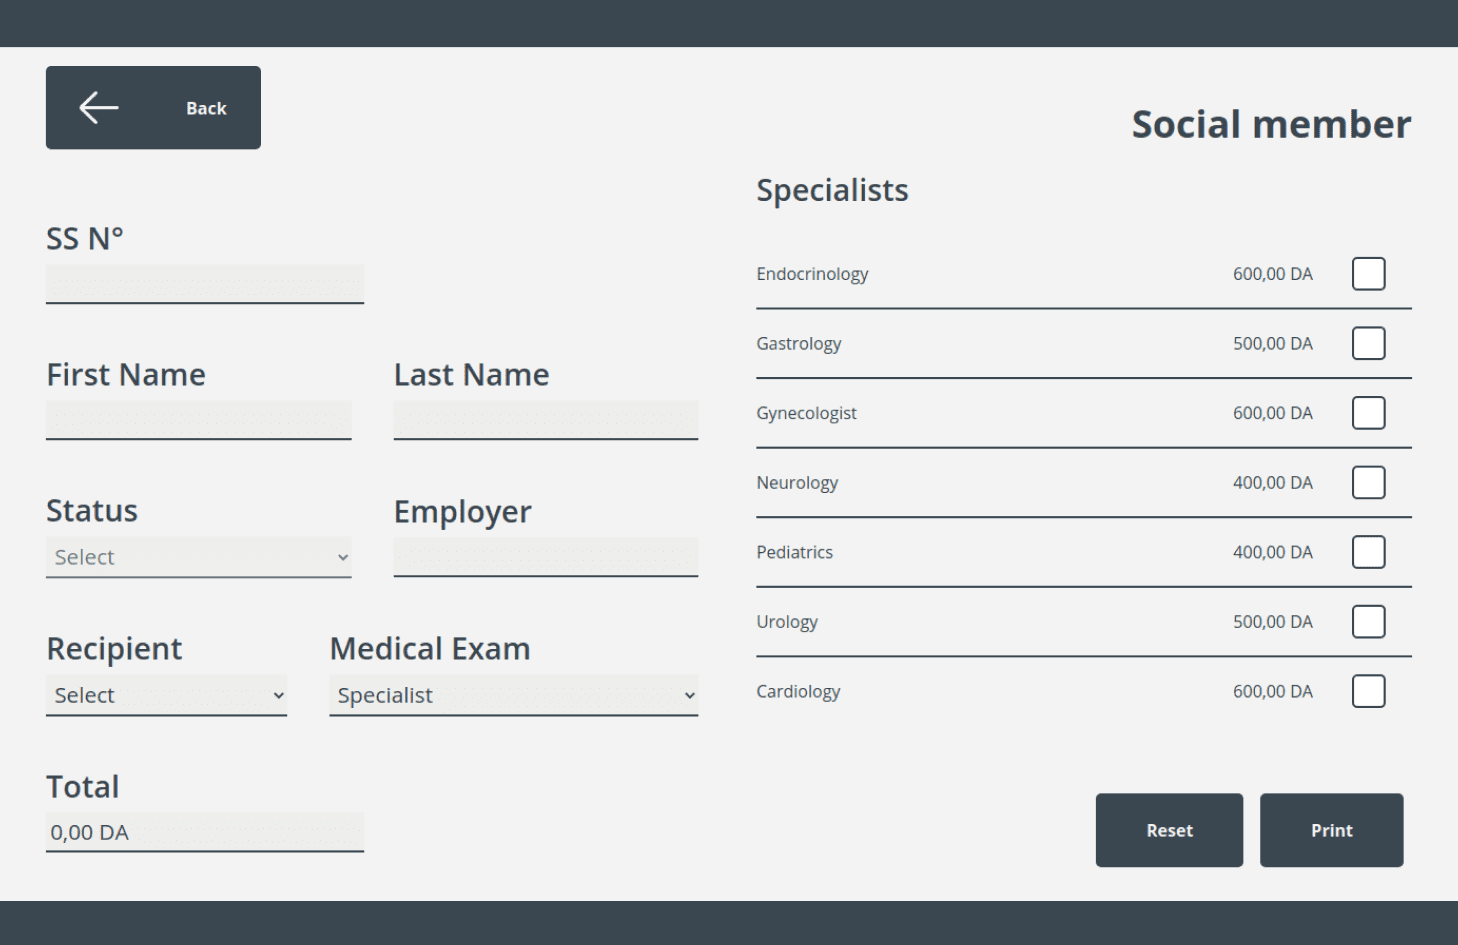 Back
Social member
SS N°
First Name
Last Name
Status
Select
Employer
Recipient
Select
Medical Exam
Specialist
Total
0,00 DA
Specialists
Endocrinology 600,00 DA
Gastrology 500,00 DA
Gynecologist 600,00 DA
Neurology 400,00 DA
Pediatrics 400,00 DA
Urology 500,00 DA
Cardiology 600,00 DA
Reset
Print